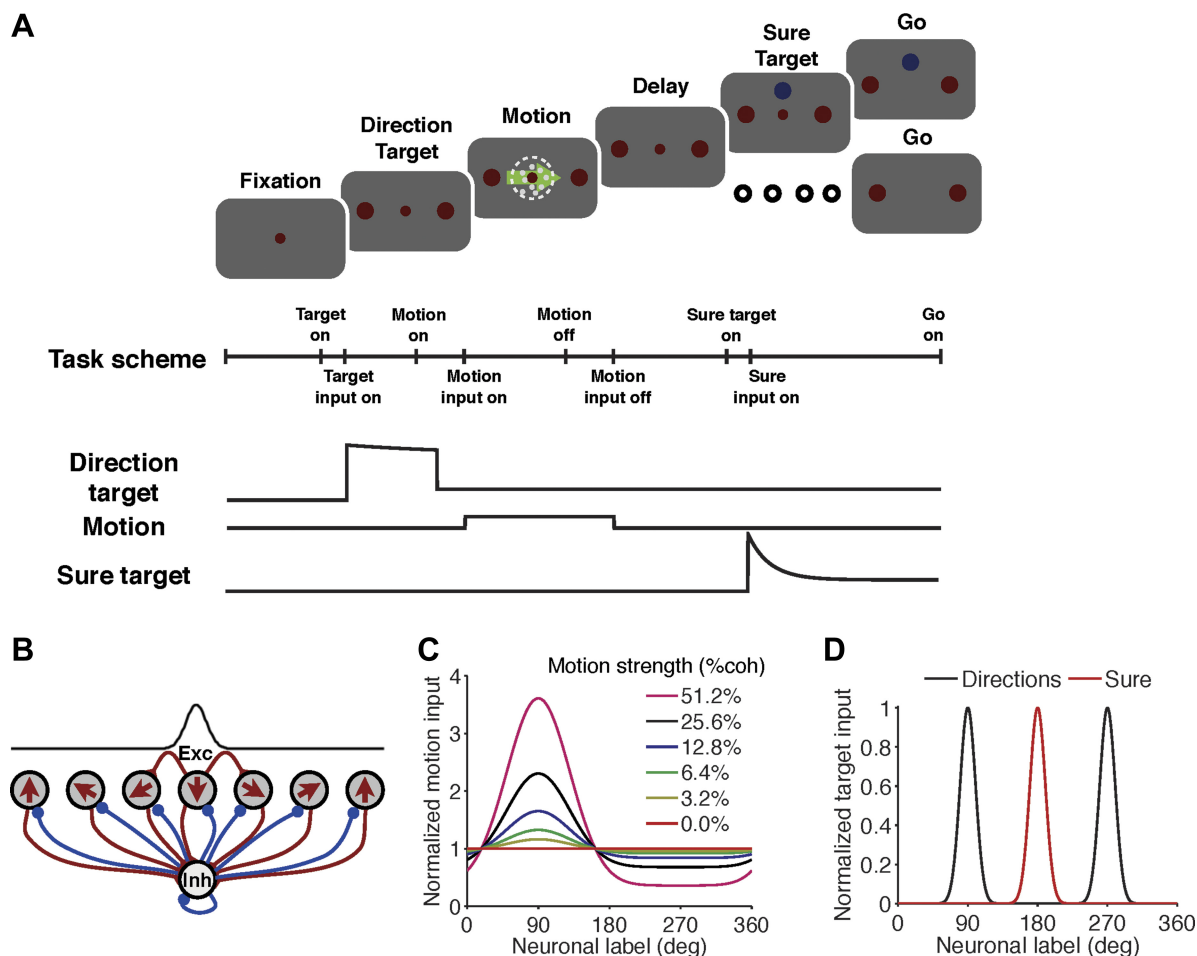 A
Fixation
Direction
Target
Motion
Delay
Sure
Target
Go
Go
Task scheme
Target
on
Motion
on
Motion
off
Sure target
on
Go
on
Target
input on
Motion
input on
Motion
input off
Sure
input on
Direction
target
Motion
Sure target
B
Exc
Inh
C
Motion strength (%coh)
51.2%
25.6%
12.8%
6.4%
3.2%
0.0%
Normalized motion input
4
3
2
1
0
0 90 180 270 360
Neuronal label (deg)
D
Directions Sure
Normalized target input
1
0.8
0.6
0.4
0.2
0
0 90 180 270 360
Neuronal label (deg)